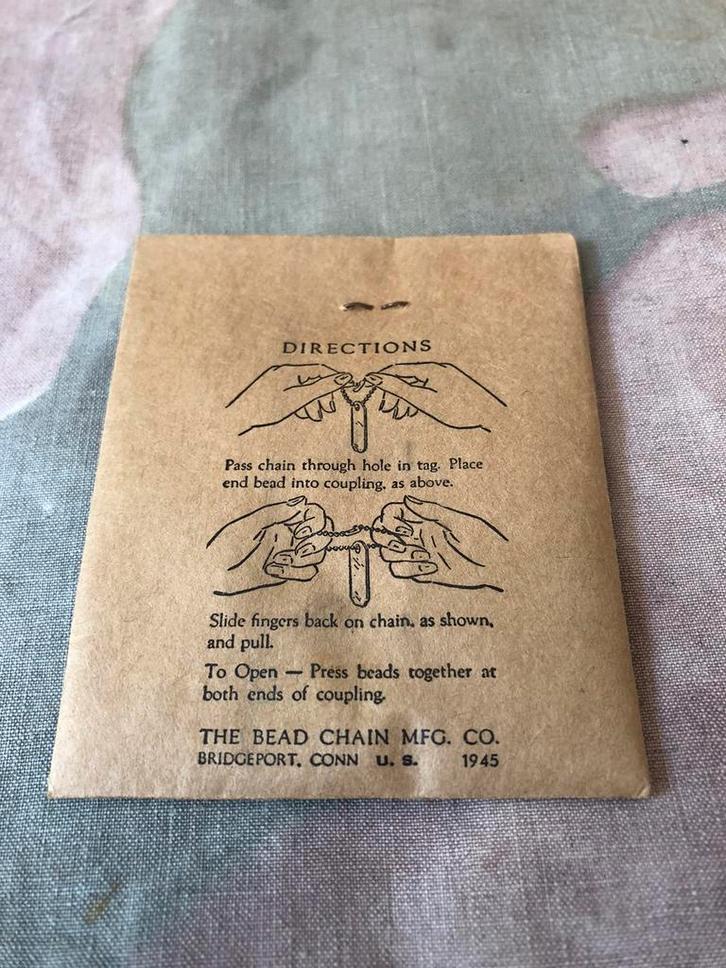 DIRECTIONS
Pass chain through hole in tag. Place
end bead into coupling, as above.
Slide fingers back on chain, as shown,
and pull.
To Open — Press beads together at
both ends of coupling.
THE BEAD CHAIN MFG. CO.
BRIDGEPORT, CONN U. S. 1945